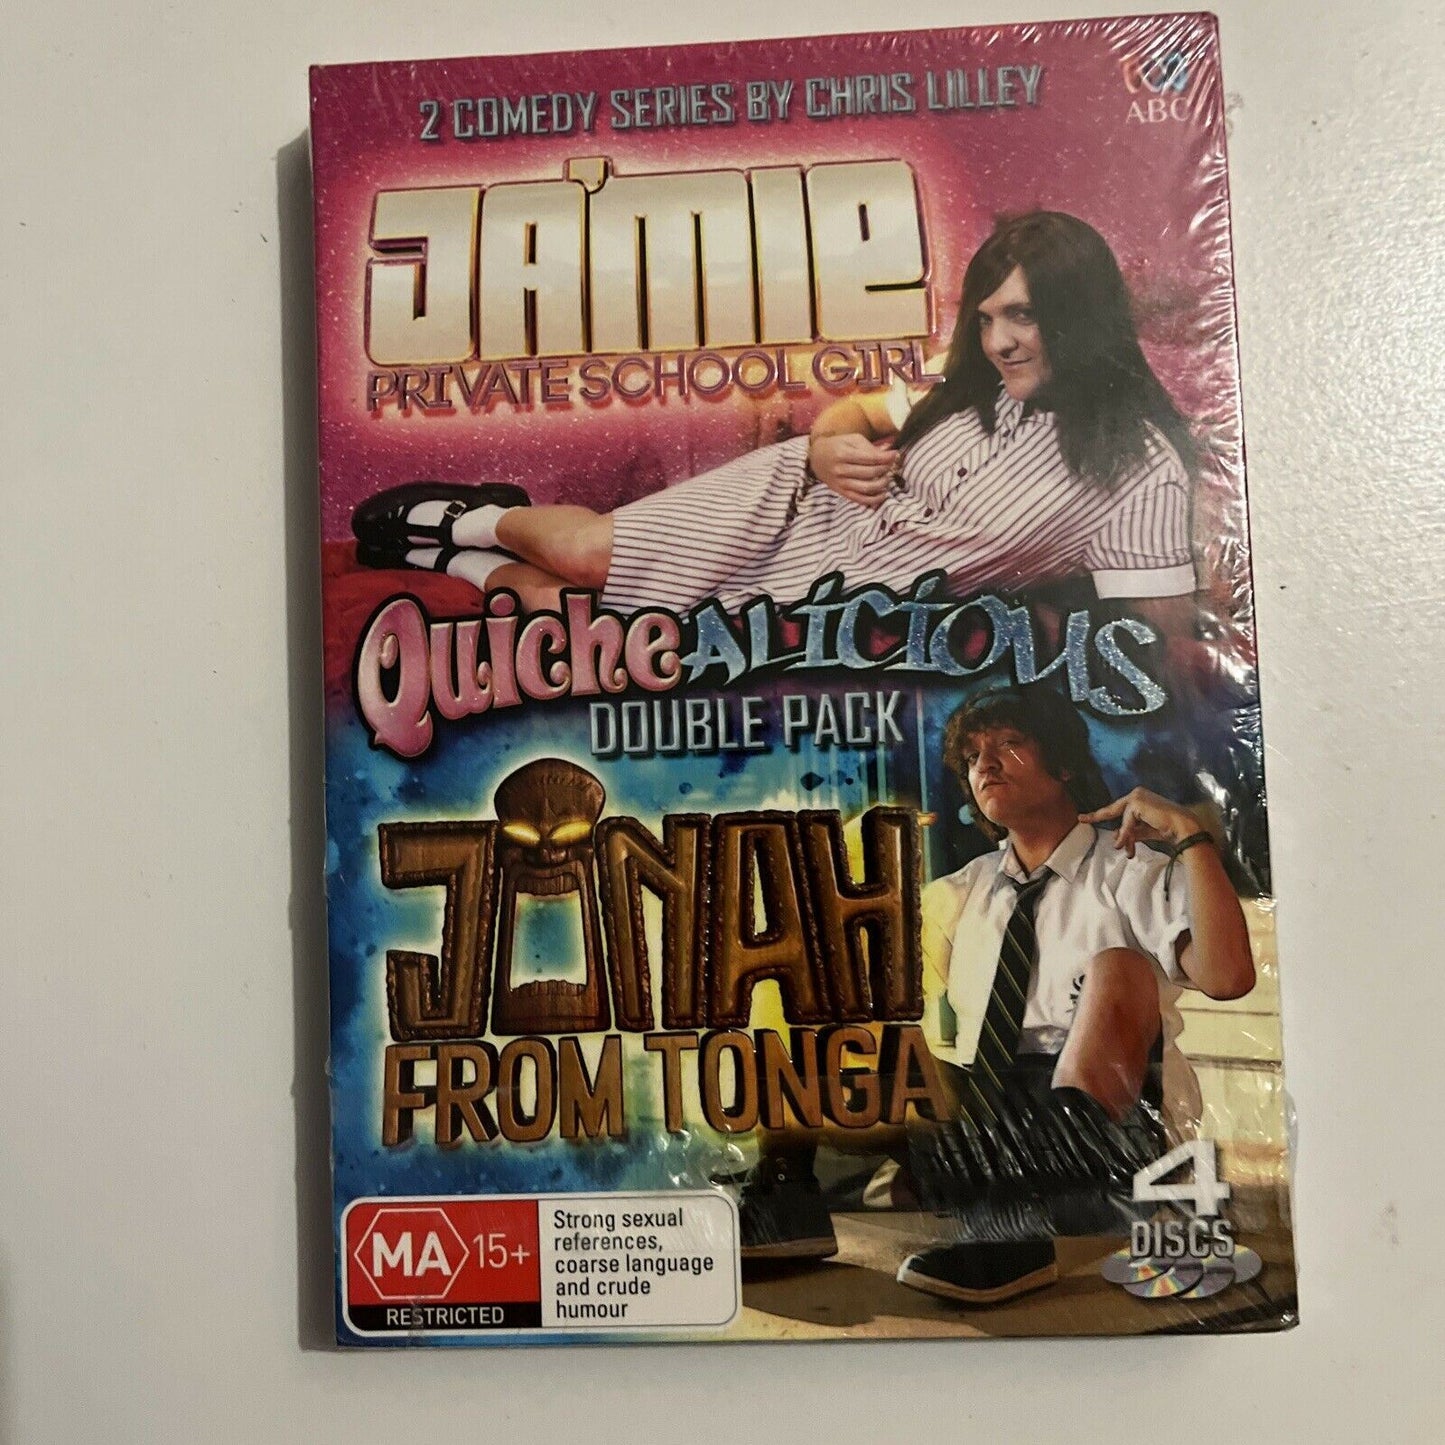 2 COMEDY SERIES BY CHRIS LILLEY
ABC
JA'MIE
PRIVATE SCHOOL GIRL
QuicheALICIOUS
DOUBLE PACK
JONAH
FROM TONGA
MA 15+
RESTRICTED
Strong sexual
references,
coarse language
and crude
humour
4
DISCS